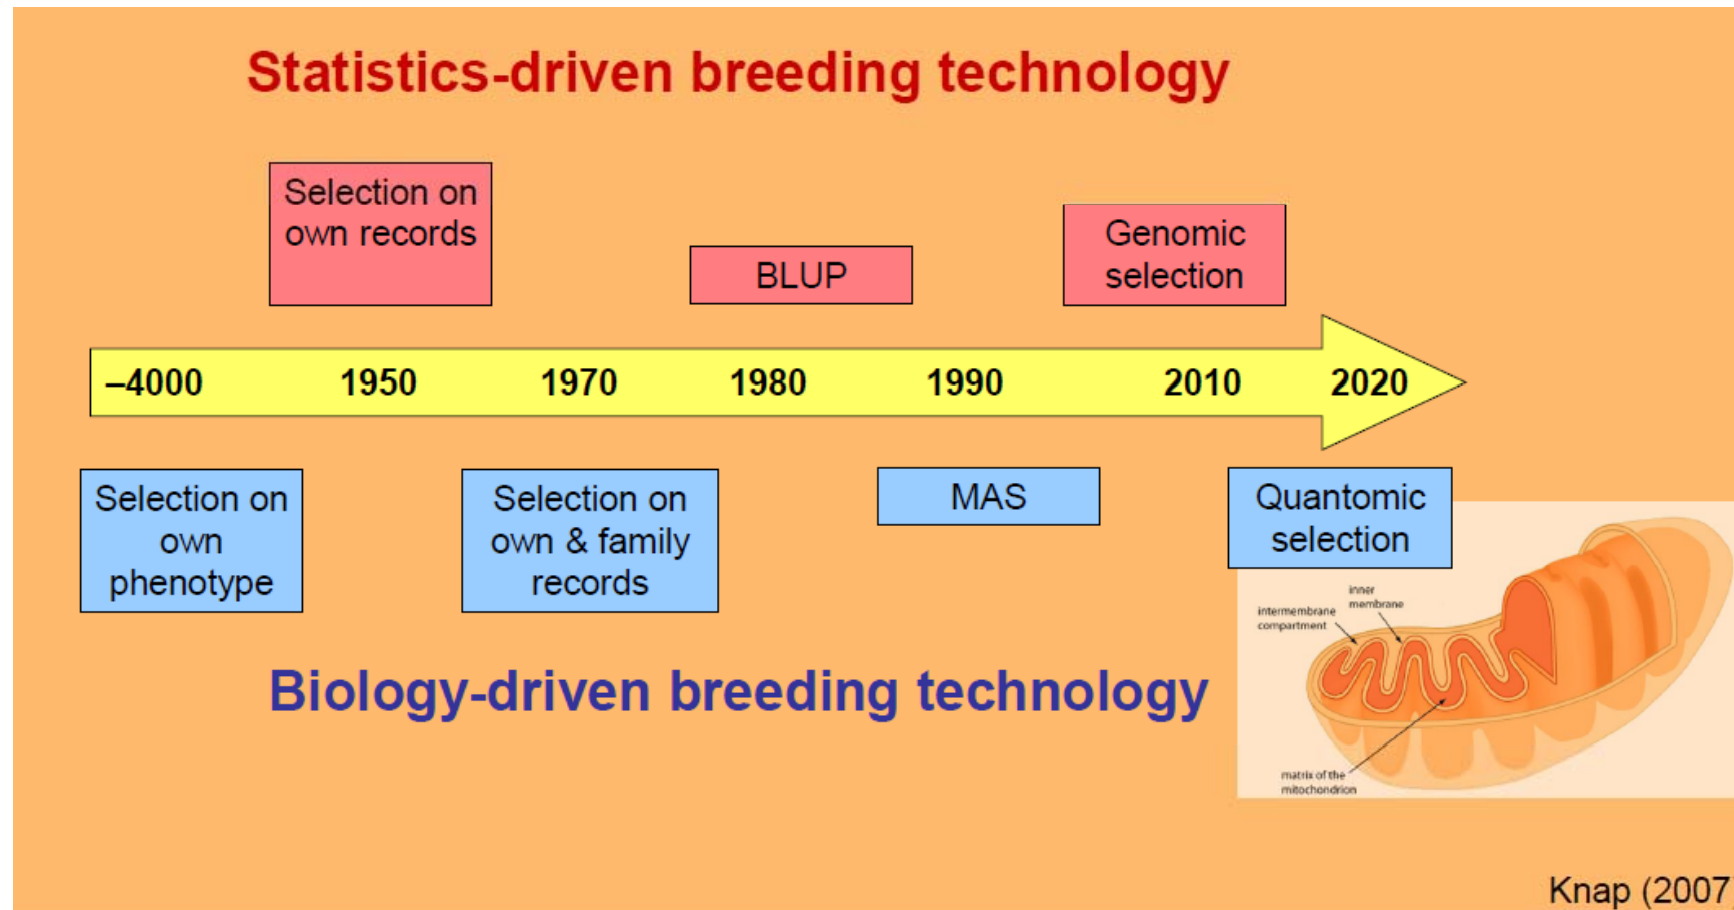 Statistics-driven breeding technology
Selection on
own records
BLUP
Genomic
selection
–4000 1950 1970 1980 1990 2010 2020
Selection on
own
phenotype
Selection on
own & family
records
MAS
Quantomic
selection
inner
membrane
intermembrane
compartment
matrix of the
mitochondrion
Biology-driven breeding technology
Knap (2007